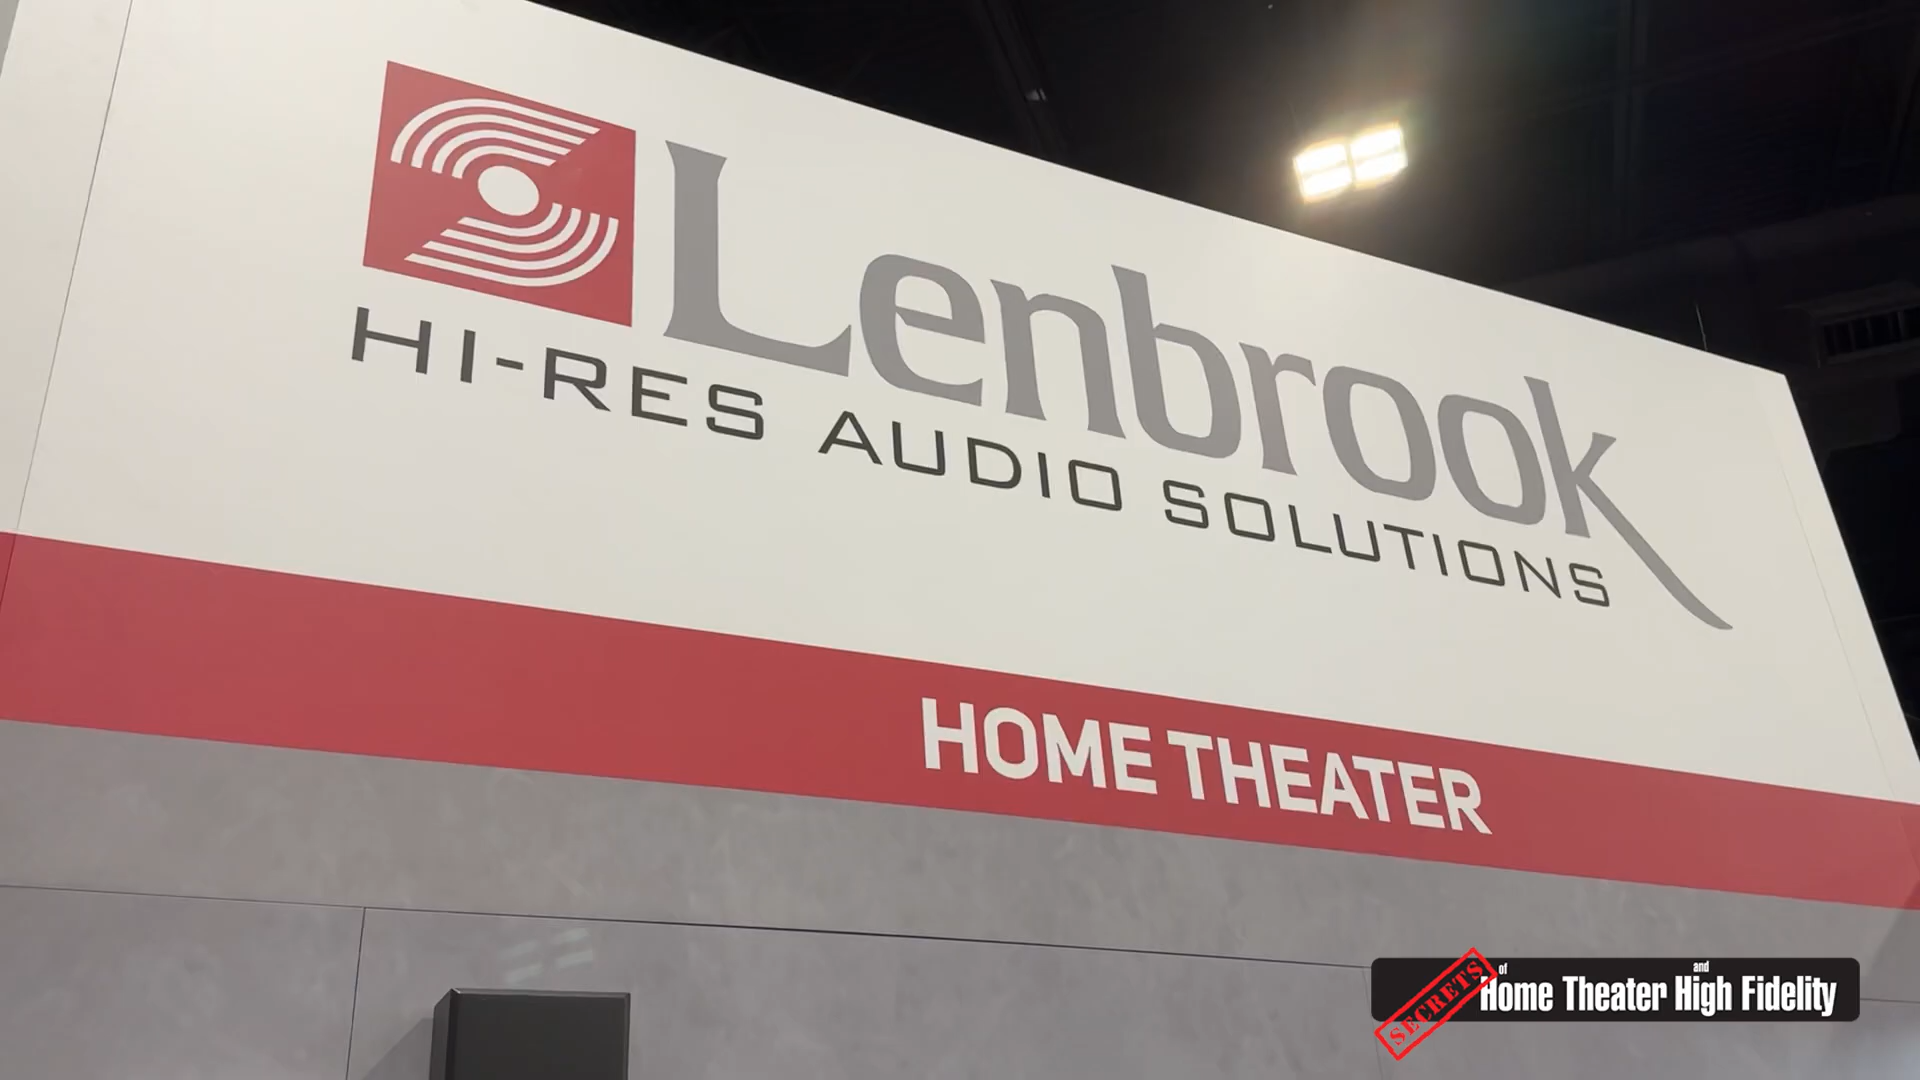 Lenbrook
HI-RES AUDIO SOLUTIONS
HOME THEATER
SECRETS of Home Theater and High Fidelity